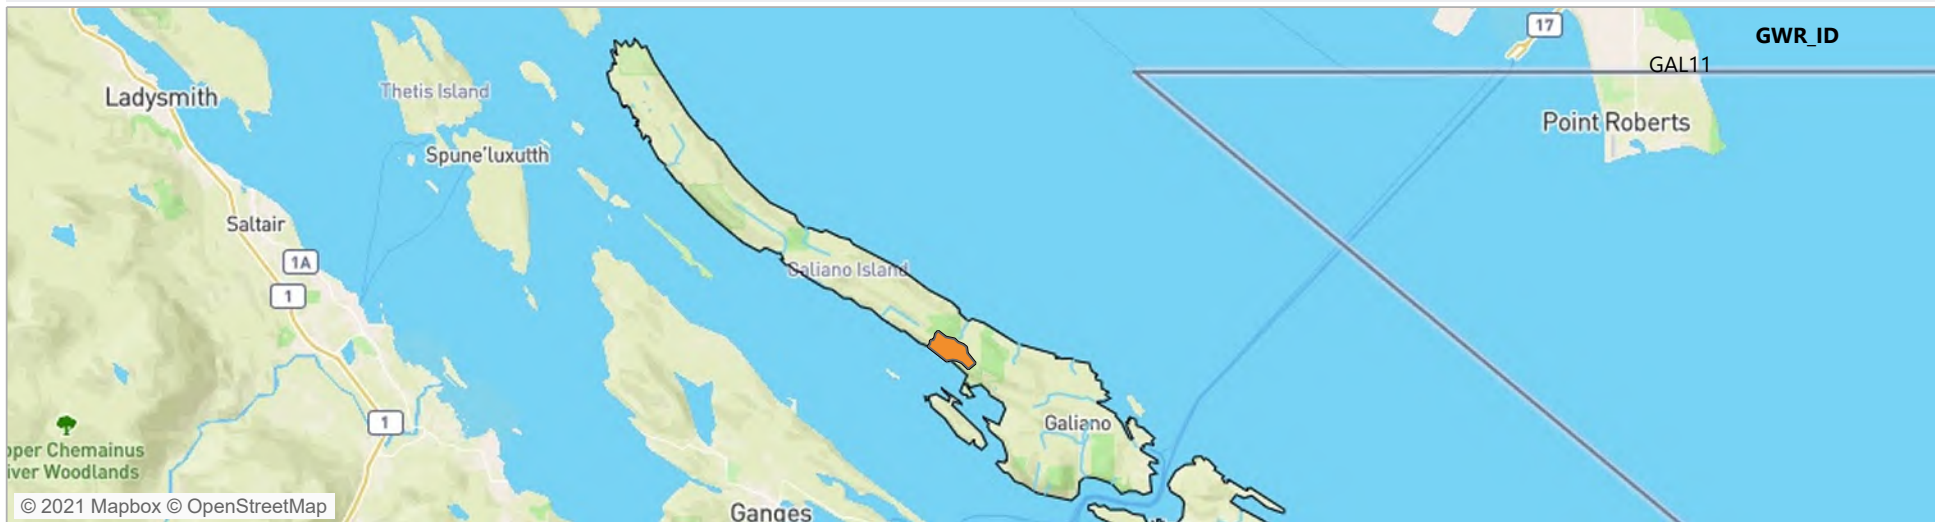 17
GWR_ID
GAL11
Ladysmith
Thetis Island
Point Roberts
Spune'luxutth
Saltair
1A
Galiano Island
1
1
Galiano
pper Chemainus
iver Woodlands
© 2021 Mapbox © OpenStreetMap
Ganges